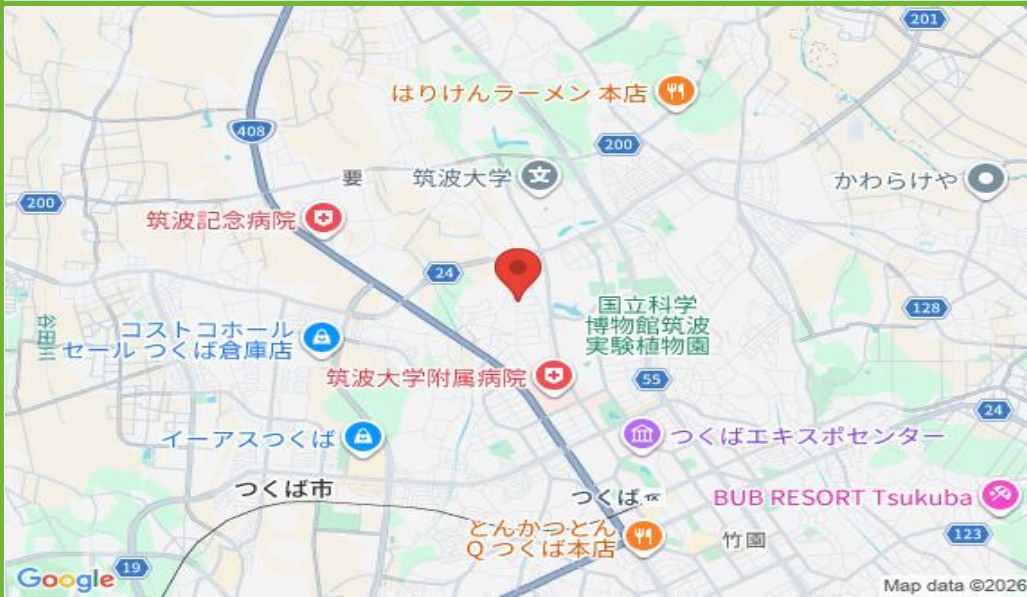 201
はりけんラーメン 本店
408
200
要
筑波大学
かわらけや
200
筑波記念病院
24
国立科学
博物館筑波
実験植物園
128
谷田川
コストコホール
セール つくば倉庫店
筑波大学附属病院
55
24
イーアスつくば
つくばエキスポセンター
つくば市
つくば
BUB RESORT Tsukuba
とんかつとん
Q つくば本店
竹園
123
19
Google
Map data ©2026